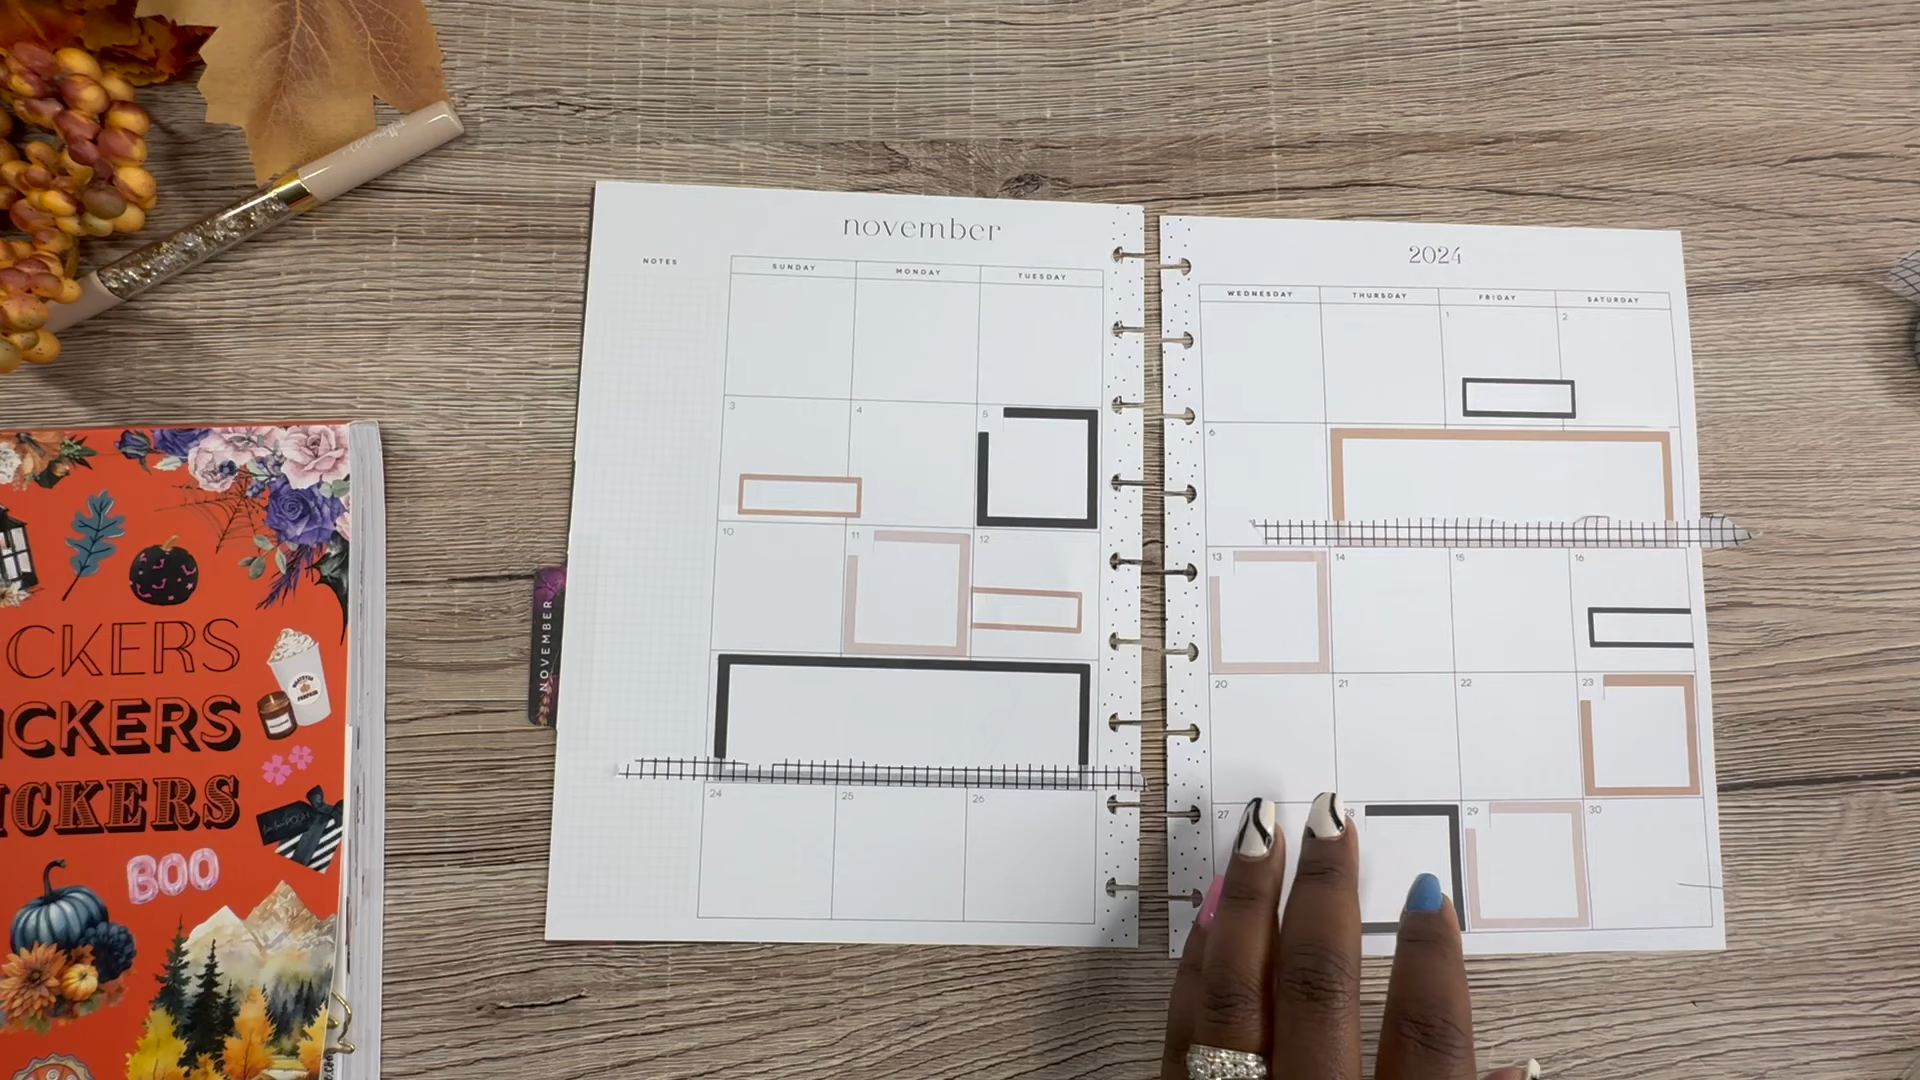 november
NOTES
SUNDAY MONDAY TUESDAY
3 4 5
10 11 12
24 25 26
NOVEMBER
2024
WEDNESDAY THURSDAY FRIDAY SATURDAY
1 2
6
13 14 15 16
20 21 22 23
27 28 29 30
CKERS
ICKERS
ICKERS
WHATEVER
PUMPKIN
BOO